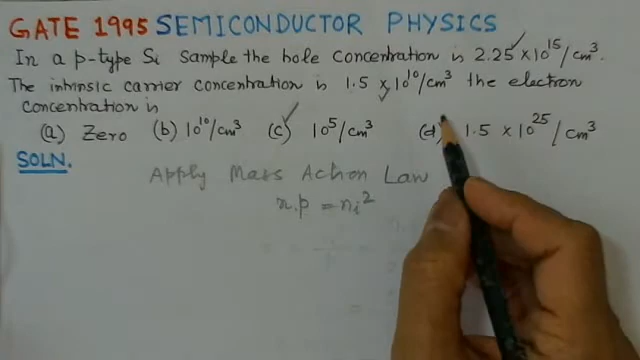 GATE 1995 SEMICONDUCTOR PHYSICS
In a p-type Si sample the hole concentration is 2.25 × 10^15/cm^3.
The intrinsic carrier concentration is 1.5 × 10^10/cm^3 the electron
concentration is
(a) Zero (b) 10^10/cm^3 (c) 10^5/cm^3 (d) 1.5 × 10^25/cm^3
SOLN.
Apply Mass Action Law
n.p = ni^2